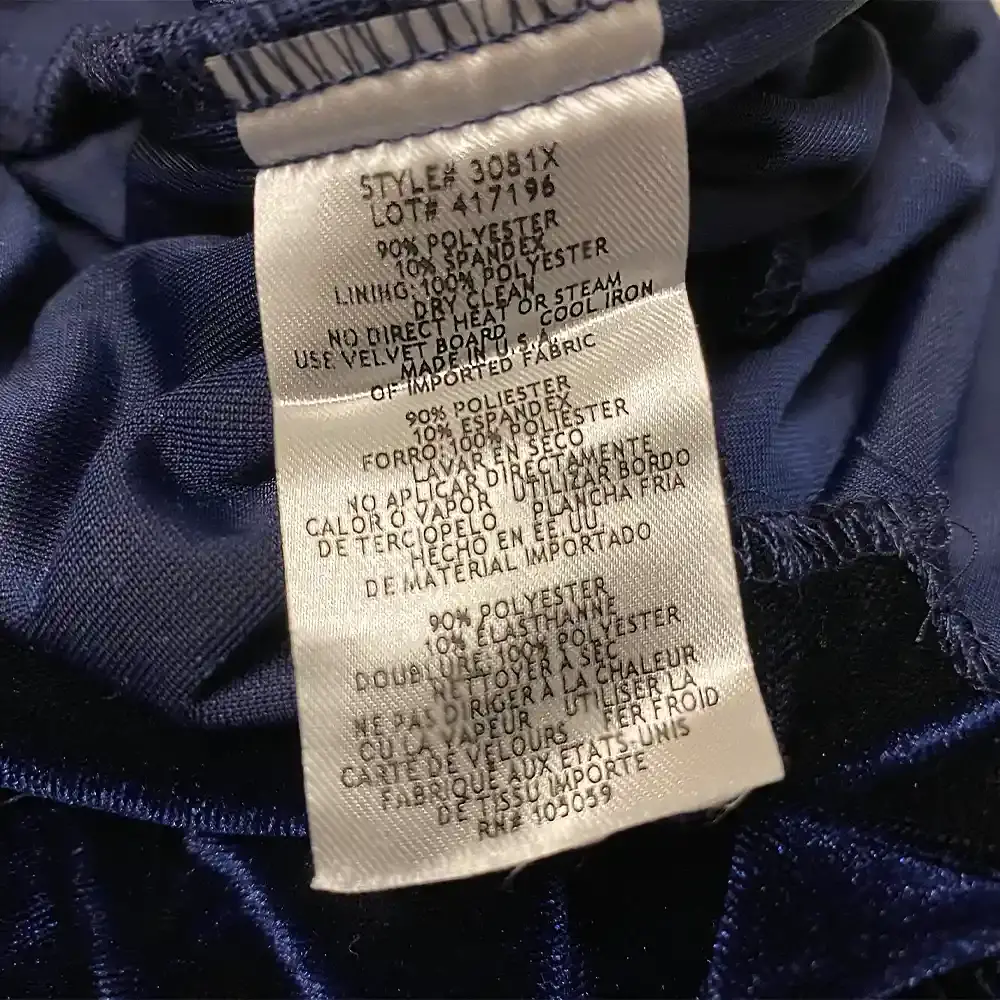 STYLE# 3081X
LOT# 417196
90% POLYESTER
10% SPANDEX
LINING: 100% POLYESTER
DRY CLEAN
NO DIRECT HEAT OR STEAM
USE VELVET BOARD COOL IRON
MADE IN U.S.A.
OF IMPORTED FABRIC
90% POLIESTER
10% ESPANDEX
FORRO: 100% POLIESTER
LAVAR EN SECO
NO APLICAR DIRECTAMENTE
CALOR O VAPOR UTILIZAR BORDO
DE TERCIOPELO PLANCHA FRIA
HECHO EN EE.UU.
DE MATERIAL IMPORTADO
90% POLYESTER
10% ELASTHANNE
DOUBLURE: 100% POLYESTER
NETTOYER A SEC
NE PAS DIRIGER A LA CHALEUR
OU LA VAPEUR UTILISER LA
CARTE DE VELOURS FER FROID
FABRIQUE AUX ETATS-UNIS
DE TISSU IMPORTE
RN# 105059